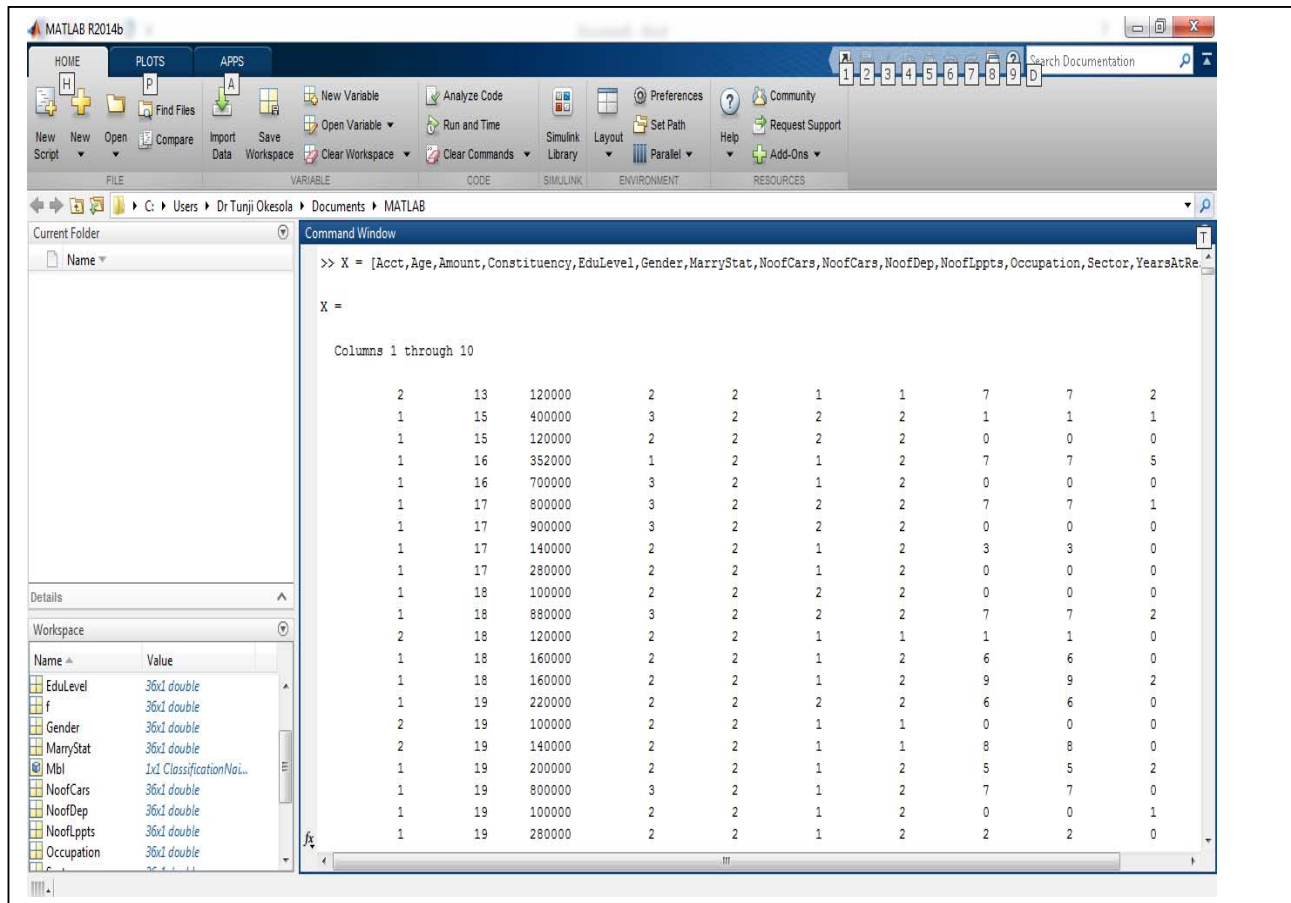 MATLAB R2014b
HOME PLOTS APPS
H P A
1 2 3 4 5 6 7 8 9 D
Search Documentation
New Script
New
Open
Find Files
Compare
Import Data
Save Workspace
New Variable
Open Variable
Clear Workspace
Analyze Code
Run and Time
Clear Commands
Simulink Library
Layout
Preferences
Set Path
Parallel
Help
Community
Request Support
Add-Ons
FILE VARIABLE CODE SIMULINK ENVIRONMENT RESOURCES
C: Users Dr Tunji Okesola Documents MATLAB
Current Folder
Name
Details
Workspace
Name Value
EduLevel 36x1 double
f 36x1 double
Gender 36x1 double
MarryStat 36x1 double
Mbl 1x1 ClassificationNai...
NoofCars 36x1 double
NoofDep 36x1 double
NoofLppts 36x1 double
Occupation 36x1 double
Command Window
T
>> X = [Acct,Age,Amount,Constituency,EduLevel,Gender,MarryStat,NoofCars,NoofCars,NoofDep,NoofLppts,Occupation,Sector,YearsAtRe
X =
Columns 1 through 10
2 13 120000 2 2 1 1 7 7 2
1 15 400000 3 2 2 2 1 1 1
1 15 120000 2 2 2 2 0 0 0
1 16 352000 1 2 1 2 7 7 5
1 16 700000 3 2 1 2 0 0 0
1 17 800000 3 2 2 2 7 7 1
1 17 900000 3 2 2 2 0 0 0
1 17 140000 2 2 1 2 3 3 0
1 17 280000 2 2 1 2 0 0 0
1 18 100000 2 2 2 2 0 0 0
1 18 880000 3 2 2 2 7 7 2
2 18 120000 2 2 1 1 1 1 0
1 18 160000 2 2 1 2 6 6 0
1 18 160000 2 2 1 2 9 9 2
1 19 220000 2 2 2 2 6 6 0
2 19 100000 2 2 1 1 0 0 0
2 19 140000 2 2 1 1 8 8 0
1 19 200000 2 2 1 2 5 5 2
1 19 800000 3 2 1 2 7 7 0
1 19 100000 2 2 1 2 0 0 1
1 19 280000 2 2 1 2 2 2 0
fx